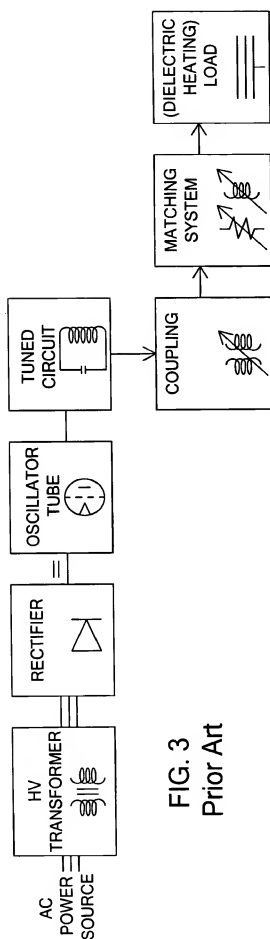 AC
POWER
SOURCE
HV
TRANSFORMER
RECTIFIER
OSCILLATOR
TUBE
TUNED
CIRCUIT
COUPLING
MATCHING
SYSTEM
(DIELECTRIC
HEATING)
LOAD
FIG. 3
Prior Art